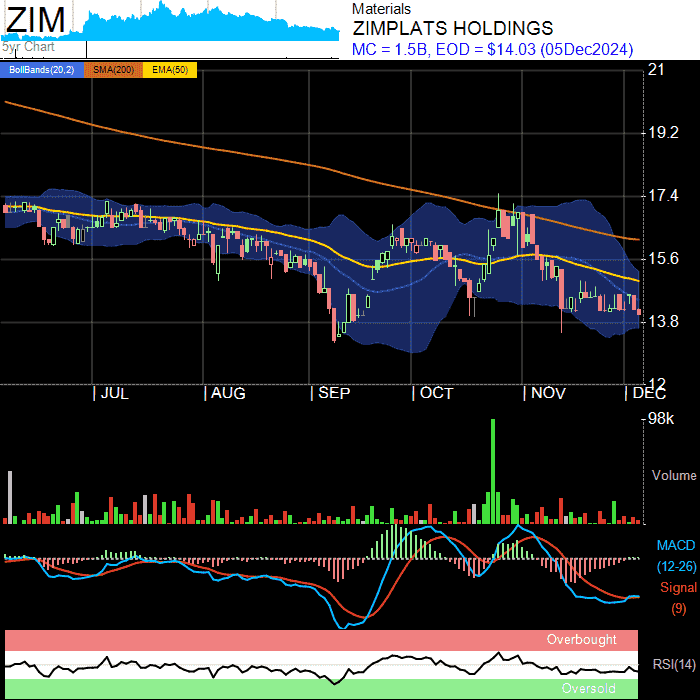 ZIM
5yr Chart
Materials
ZIMPLATS HOLDINGS
MC = 1.5B, EOD = $14.03 (05Dec2024)
BollBands(20,2) SMA(200) EMA(50)
21
19.2
17.4
15.6
13.8
12
| JUL | AUG | SEP | OCT | NOV | DEC
98k
Volume
MACD
(12-26)
Signal
(9)
Overbought
RSI(14)
Oversold